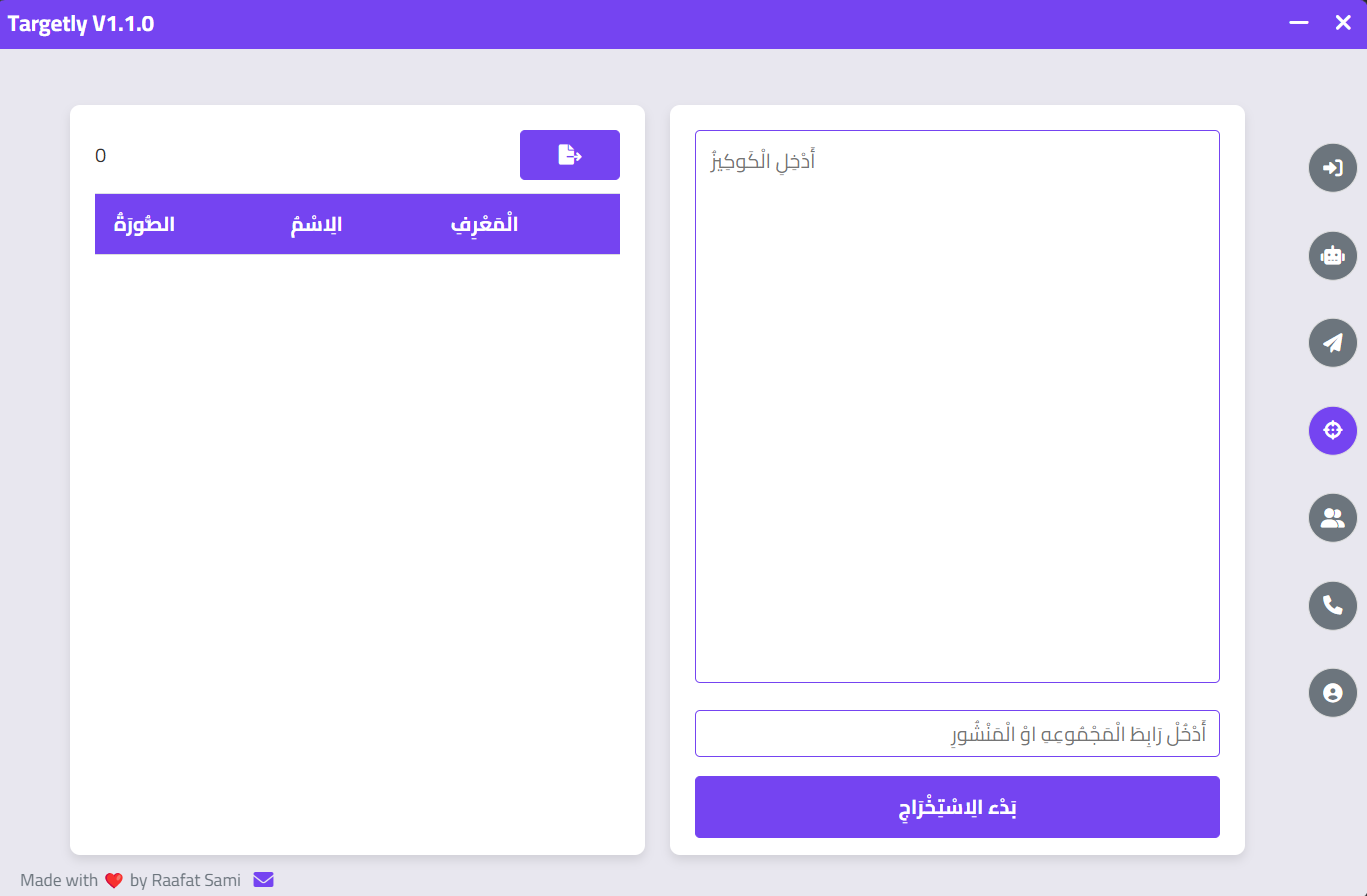 Targetly V1.1.0
0
الصُّورَةُ
الِاسْمُ
الْمَعْرِفِ
أَدْخِلِ الْكَوكِيزُ
أَدْخُلْ رَابِطَ الْمَجْمُوعِهِ اوْ الْمَنْشُورِ
بَدْء الِاسْتِخْرَاجِ
Made with ❤️ by Raafat Sami